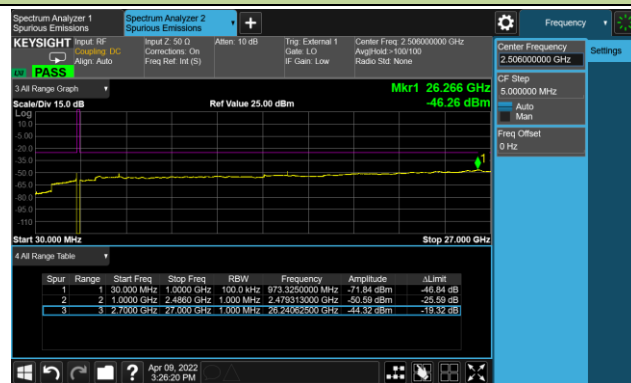 Spectrum Analyzer 1
Spurious Emissions
Spectrum Analyzer 2
Spurious Emissions
Frequency
KEYSIGHT
Input: RF
Coupling: DC
Align: Auto
Input Z: 50 Ω
Corrections: On
Freq Ref: Int (S)
Atten: 10 dB
Trig: External 1
Gate: LO
IF Gain: Low
Center Freq: 2.506000000 GHz
Avg|Hold:>100/100
Radio Std: None
PASS
Center Frequency
2.506000000 GHz
Settings
CF Step
5.000000 MHz
Auto
Man
Freq Offset
0 Hz
3 All Range Graph
Mkr1 26.266 GHz
Scale/Div 15.0 dB
Ref Value 25.00 dBm
-46.26 dBm
Log
10.0
-5.00
-20.0
-35.0
-50.0
-65.0
-80.0
-95.0
-110
1
Start 30.000 MHz
Stop 27.000 GHz
4 All Range Table
Spur Range Start Freq Stop Freq RBW Frequency Amplitude ΔLimit
1 1 30.000 MHz 1.0000 GHz 100.0 kHz 973.3250000 MHz -71.84 dBm -46.84 dB
2 2 1.0000 GHz 2.4860 GHz 1.000 MHz 2.479313000 GHz -50.59 dBm -25.59 dB
3 3 2.7000 GHz 27.000 GHz 1.000 MHz 26.24062500 GHz -44.32 dBm -19.32 dB
?
Apr 09, 2022
3:26:20 PM